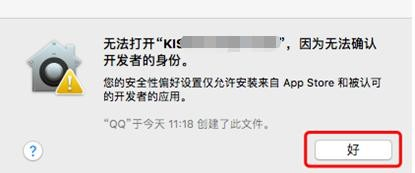 无法打开“KIS”，因为无法确认
开发者的身份。
您的安全性偏好设置仅允许安装来自 App Store 和被认可
的开发者的应用。
“QQ”于今天 11:18 创建了此文件。
?
好